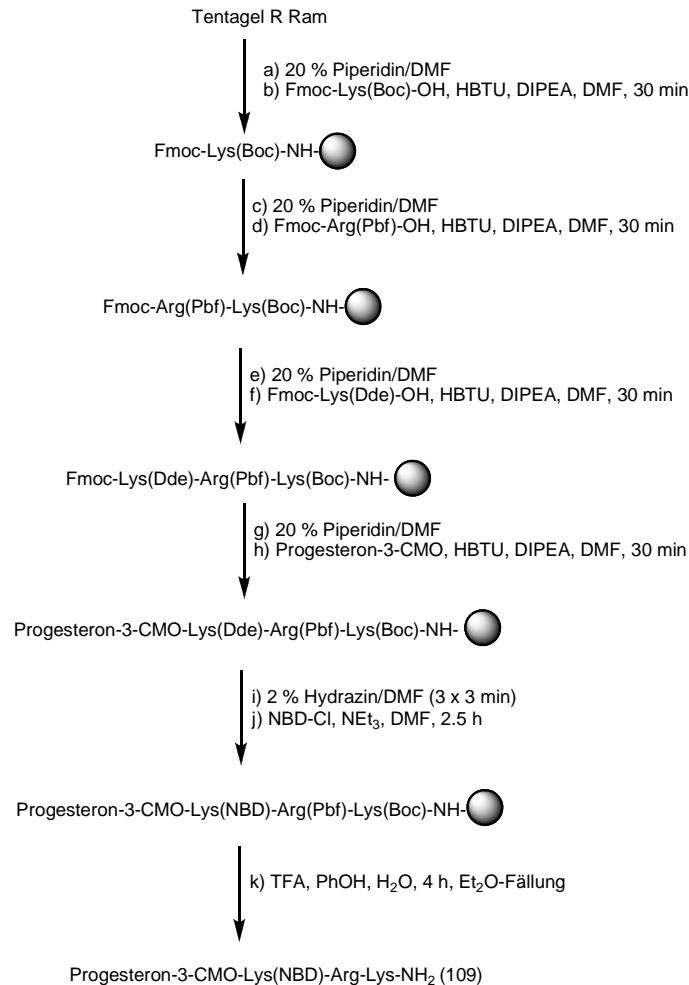 Tentagel R Ram
a) 20 % Piperidin/DMF
b) Fmoc-Lys(Boc)-OH, HBTU, DIPEA, DMF, 30 min
Fmoc-Lys(Boc)-NH-
c) 20 % Piperidin/DMF
d) Fmoc-Arg(Pbf)-OH, HBTU, DIPEA, DMF, 30 min
Fmoc-Arg(Pbf)-Lys(Boc)-NH-
e) 20 % Piperidin/DMF
f) Fmoc-Lys(Dde)-OH, HBTU, DIPEA, DMF, 30 min
Fmoc-Lys(Dde)-Arg(Pbf)-Lys(Boc)-NH-
g) 20 % Piperidin/DMF
h) Progesteron-3-CMO, HBTU, DIPEA, DMF, 30 min
Progesteron-3-CMO-Lys(Dde)-Arg(Pbf)-Lys(Boc)-NH-
i) 2 % Hydrazin/DMF (3 x 3 min)
j) NBD-Cl, NEt₃, DMF, 2.5 h
Progesteron-3-CMO-Lys(NBD)-Arg(Pbf)-Lys(Boc)-NH-
k) TFA, PhOH, H₂O, 4 h, Et₂O-Fällung
Progesteron-3-CMO-Lys(NBD)-Arg-Lys-NH₂ (109)